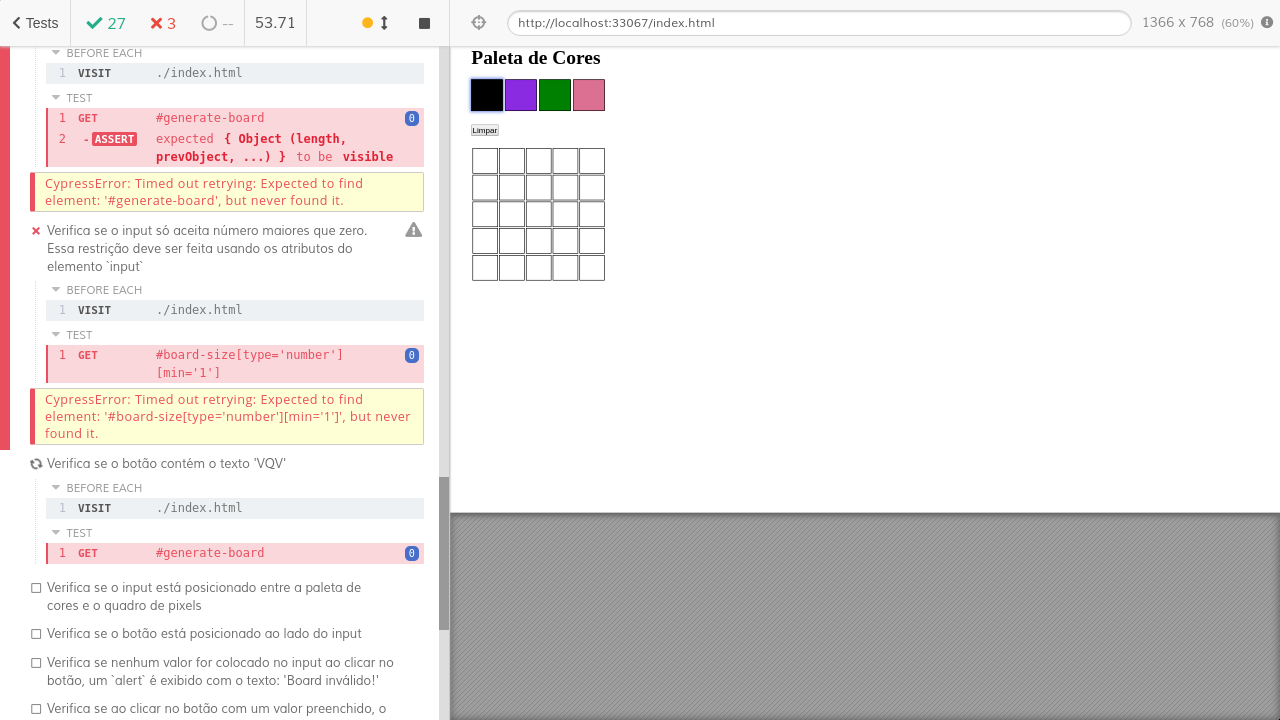 Tests
27
3
--
53.71
http://localhost:33067/index.html
1366 x 768 (60%)
BEFORE EACH
1 VISIT ./index.html
TEST
1 GET #generate-board 0
2 -ASSERT expected { Object (length,
prevObject, ...) } to be visible
CypressError: Timed out retrying: Expected to find
element: '#generate-board', but never found it.
Verifica se o input só aceita número maiores que zero.
Essa restrição deve ser feita usando os atributos do
elemento `input`
BEFORE EACH
1 VISIT ./index.html
TEST
1 GET #board-size[type='number'] 0
[min='1']
CypressError: Timed out retrying: Expected to find
element: '#board-size[type='number'][min='1']', but never
found it.
Verifica se o botão contém o texto 'VQV'
BEFORE EACH
1 VISIT ./index.html
TEST
1 GET #generate-board 0
Verifica se o input está posicionado entre a paleta de
cores e o quadro de pixels
Verifica se o botão está posicionado ao lado do input
Verifica se nenhum valor for colocado no input ao clicar no
botão, um `alert` é exibido com o texto: 'Board inválido!'
Verifica se ao clicar no botão com um valor preenchido, o
Paleta de Cores
Limpar